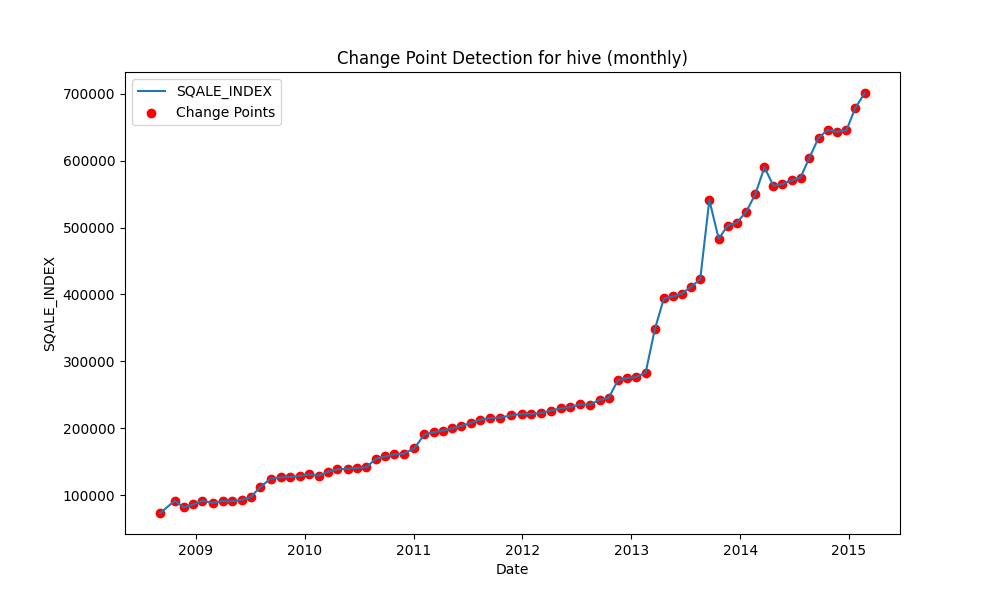 Change Point Detection for hive (monthly)
SQALE_INDEX
Change Points
700000
600000
500000
400000
300000
200000
100000
SQALE_INDEX
2009 2010 2011 2012 2013 2014 2015
Date